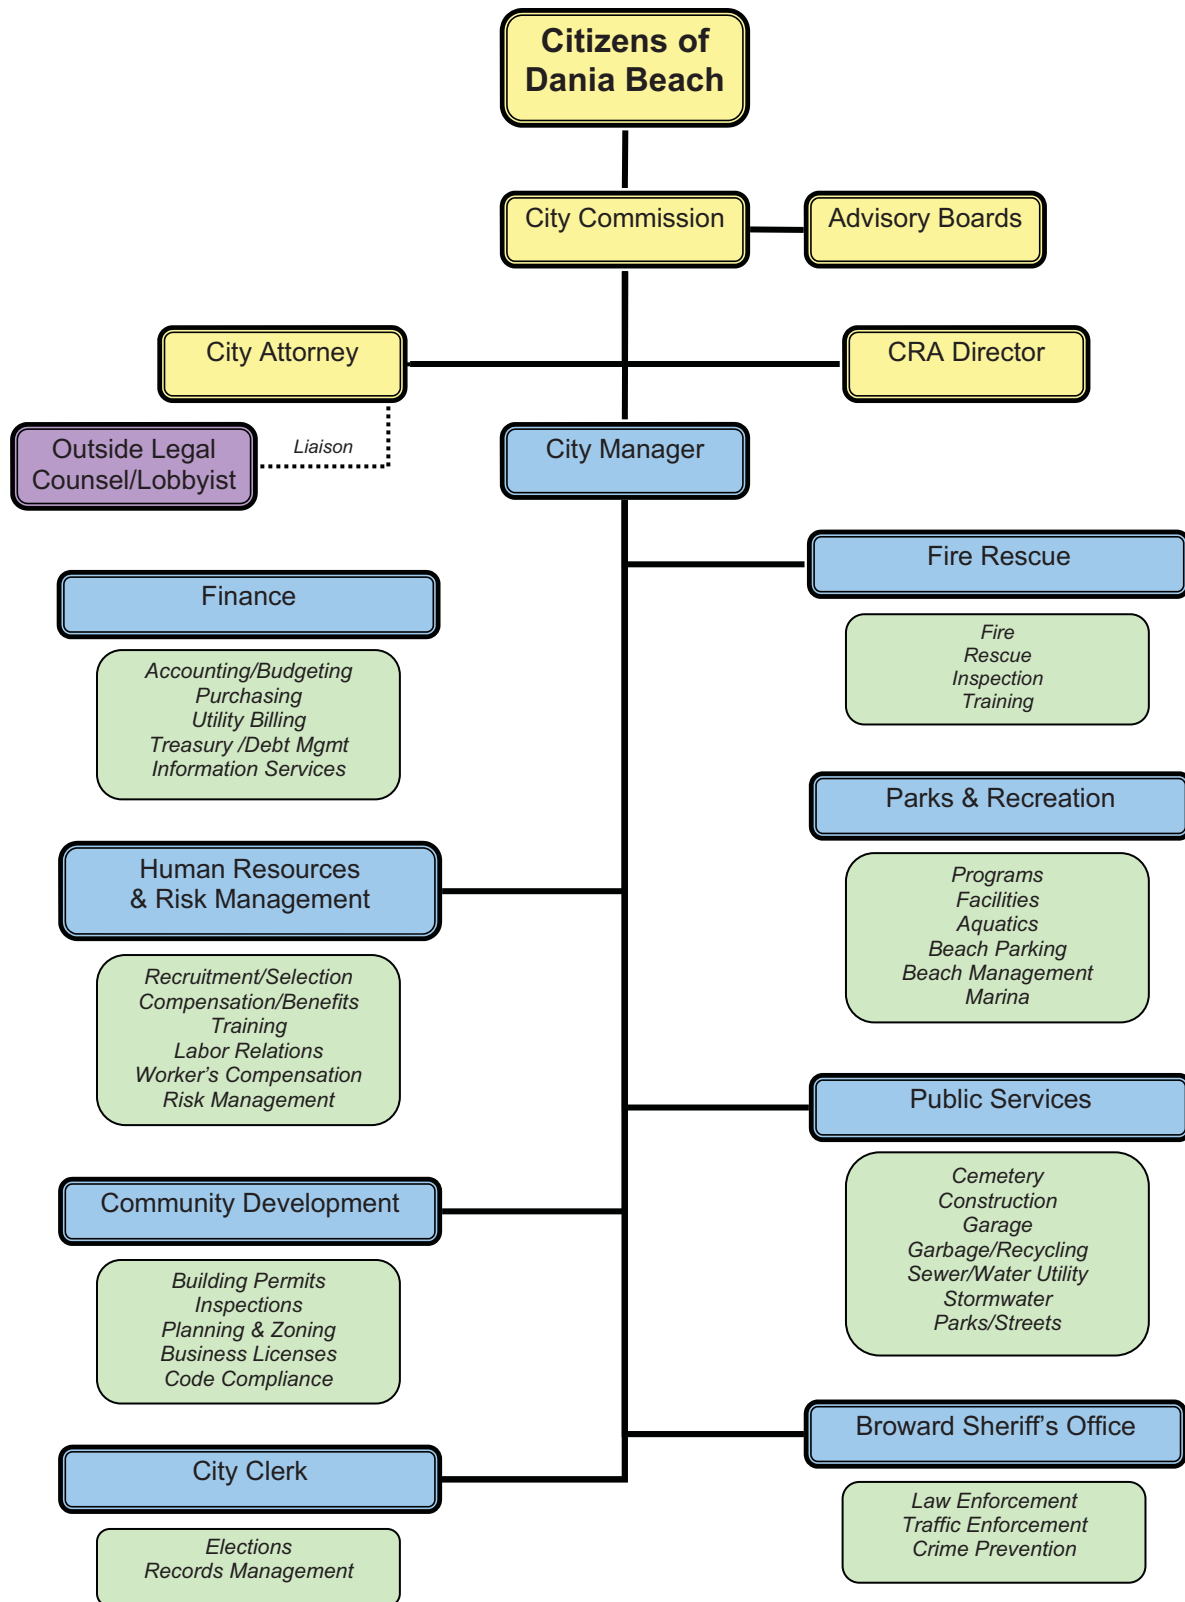 Citizens of
Dania Beach
City Commission
Advisory Boards
City Attorney
CRA Director
Outside Legal
Counsel/Lobbyist
Liaison
City Manager
Finance
Accounting/Budgeting
Purchasing
Utility Billing
Treasury /Debt Mgmt
Information Services
Human Resources
& Risk Management
Recruitment/Selection
Compensation/Benefits
Training
Labor Relations
Worker’s Compensation
Risk Management
Community Development
Building Permits
Inspections
Planning & Zoning
Business Licenses
Code Compliance
City Clerk
Elections
Records Management
Fire Rescue
Fire
Rescue
Inspection
Training
Parks & Recreation
Programs
Facilities
Aquatics
Beach Parking
Beach Management
Marina
Public Services
Cemetery
Construction
Garage
Garbage/Recycling
Sewer/Water Utility
Stormwater
Parks/Streets
Broward Sheriff’s Office
Law Enforcement
Traffic Enforcement
Crime Prevention